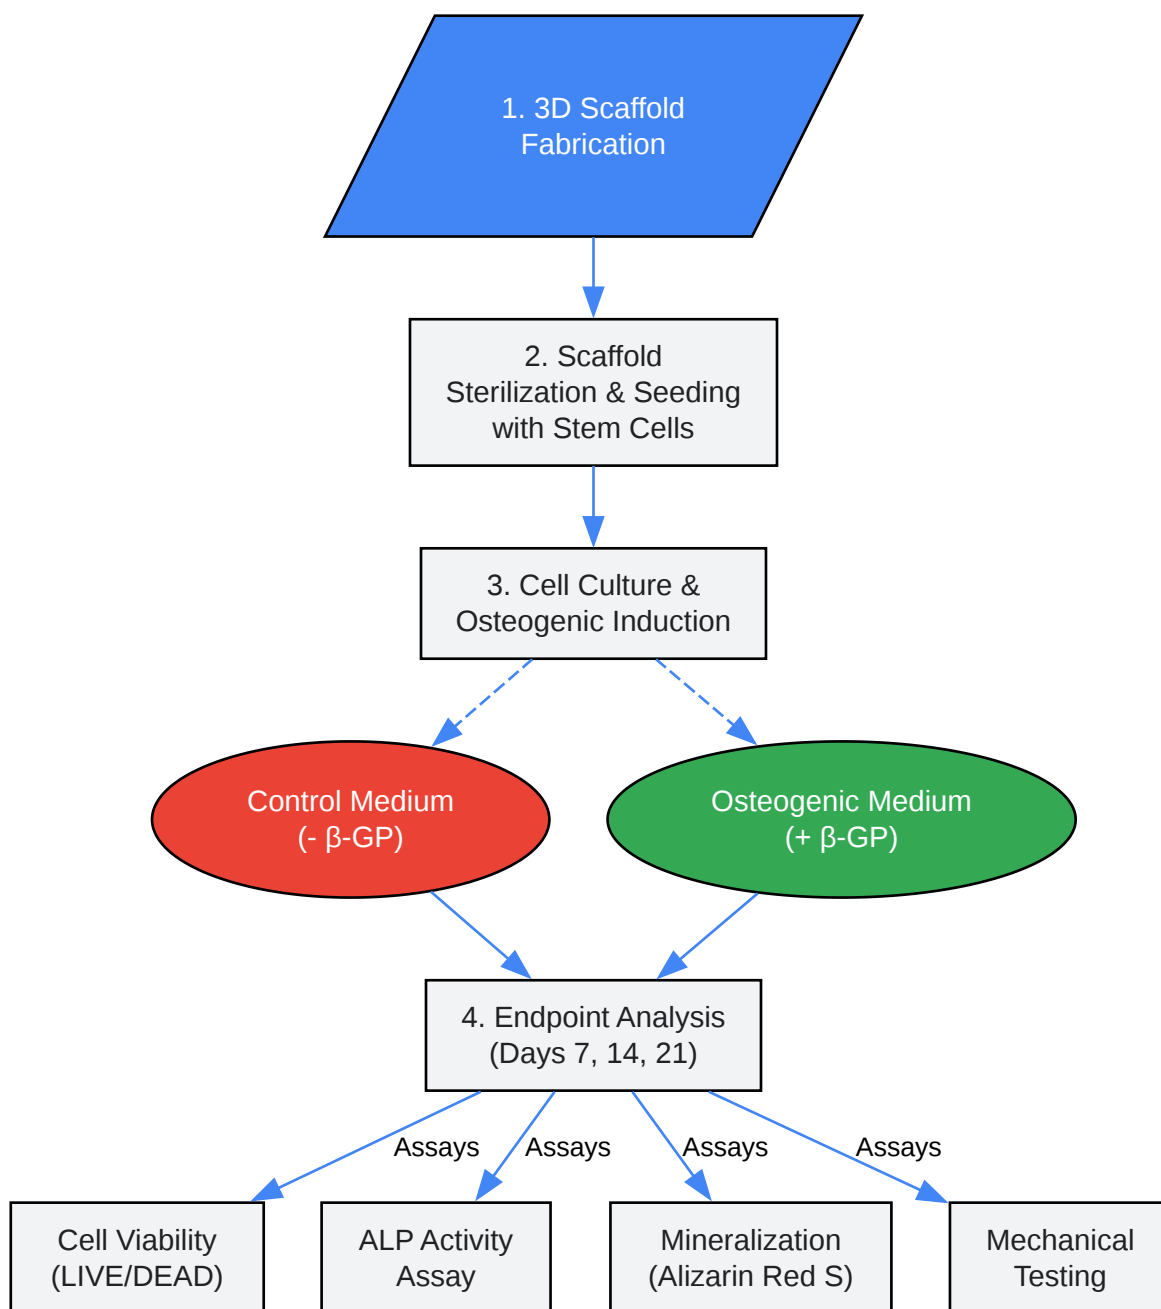 1. 3D Scaffold
Fabrication
2. Scaffold
Sterilization & Seeding
with Stem Cells
3. Cell Culture &
Osteogenic Induction
Control Medium
(- β-GP)
Osteogenic Medium
(+ β-GP)
4. Endpoint Analysis
(Days 7, 14, 21)
Assays
Assays
Assays
Assays
Cell Viability
(LIVE/DEAD)
ALP Activity
Assay
Mineralization
(Alizarin Red S)
Mechanical
Testing